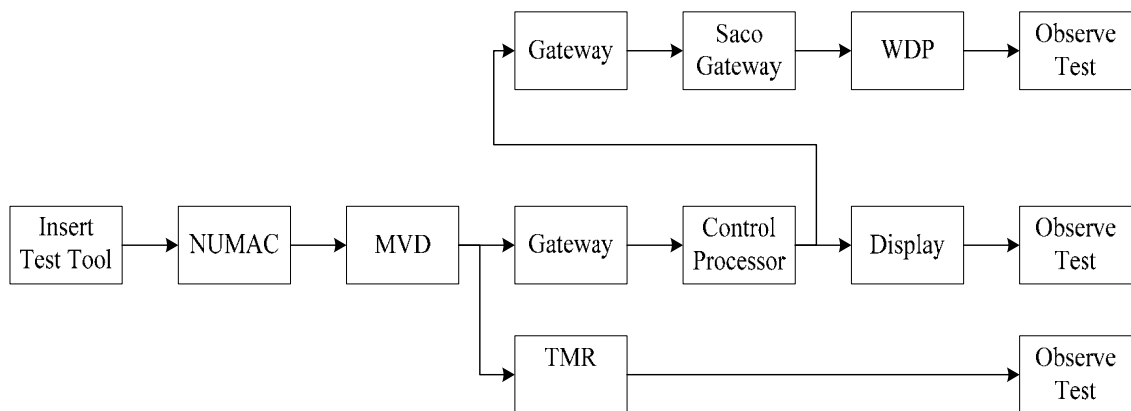 Gateway
Saco
Gateway
WDP
Observe
Test
Insert
Test Tool
NUMAC
MVD
Gateway
Control
Processor
Display
Observe
Test
TMR
Observe
Test